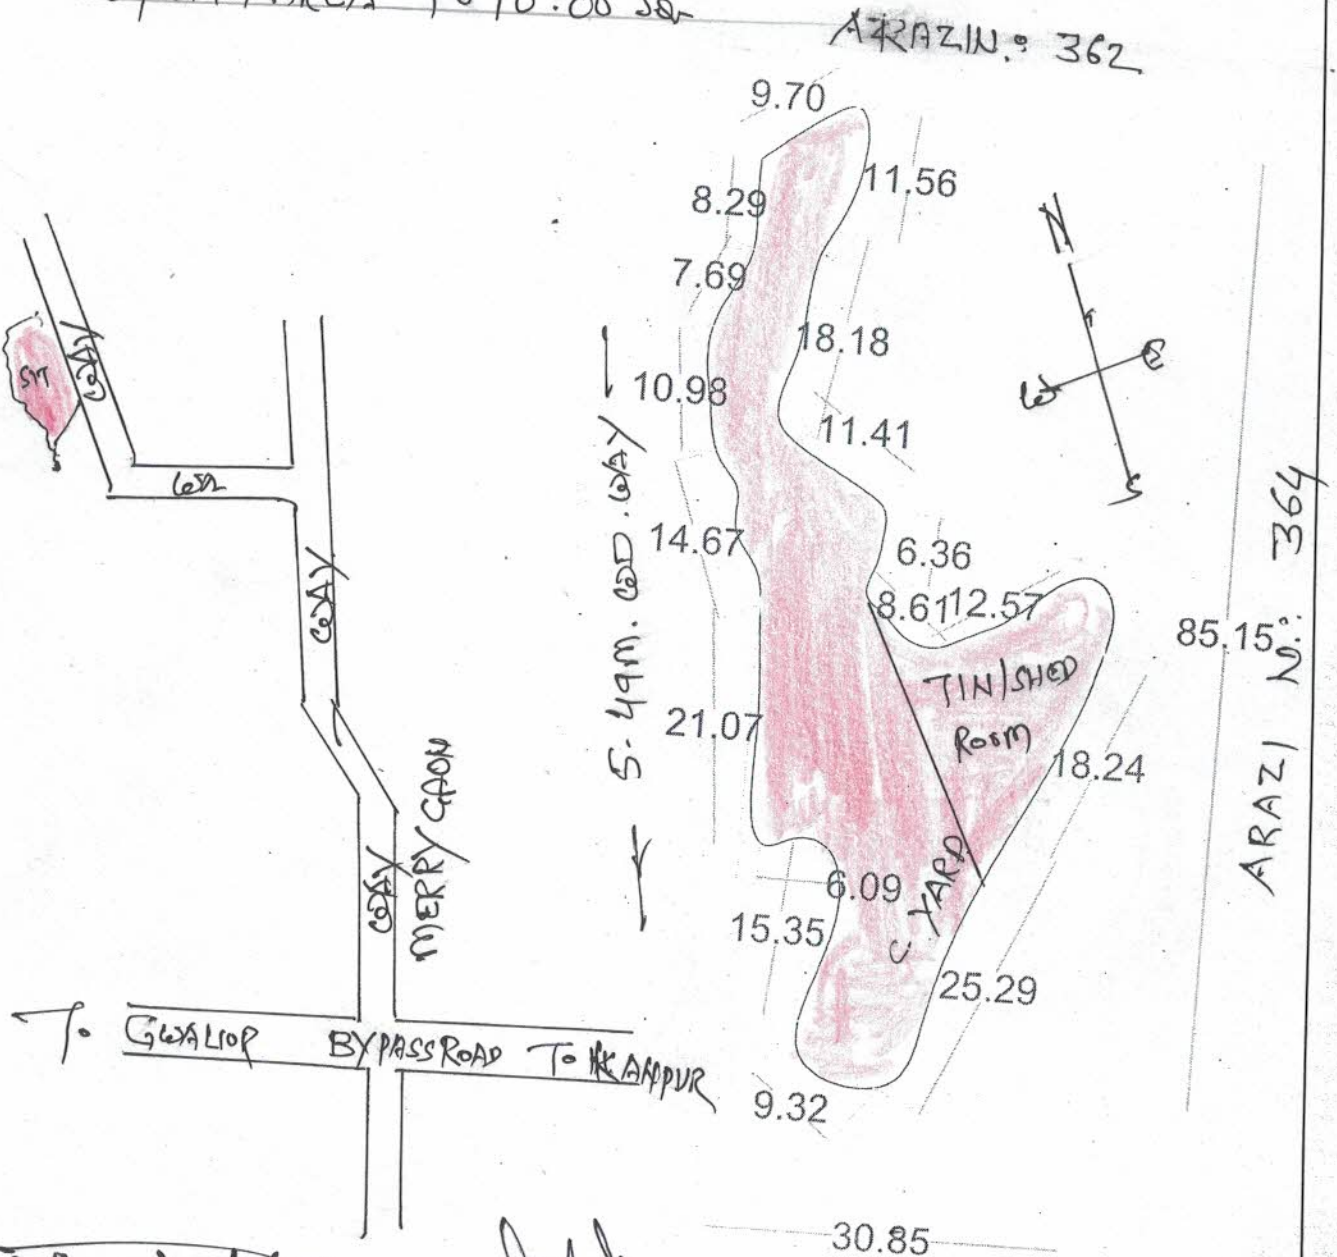 ARAZI N.: 362
9.70
11.56
8.29
7.69
18.18
10.98
11.41
14.67
6.36
8.61
12.57
21.07
18.24
6.09
15.35
25.29
9.32
30.85
85.15
TIN/SHED
ROOM
C. YARD
ARAZI N.: 364
5.49M. WD. WAY
N
E
W
S
SIT
WAY
WAY
WAY
WAY
MERRY GAON
To GWALIOR BYPASS ROAD To KANPUR